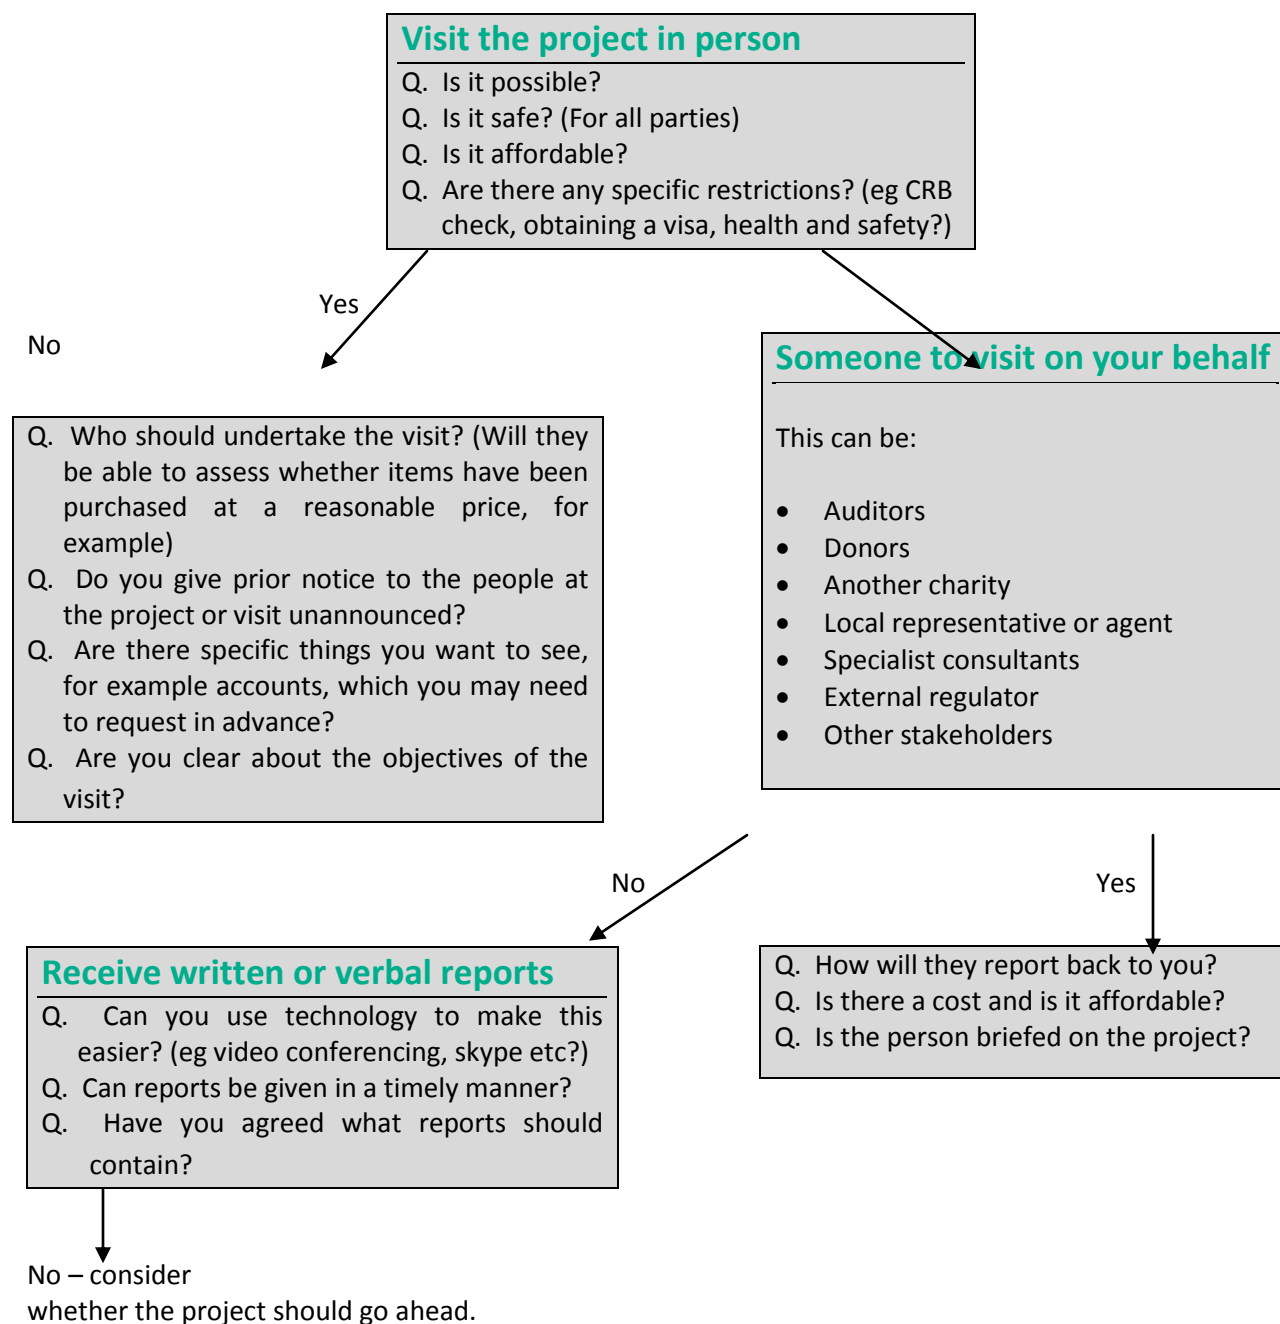 Visit the project in person
Q. Is it possible?
Q. Is it safe? (For all parties)
Q. Is it affordable?
Q. Are there any specific restrictions? (eg CRB
check, obtaining a visa, health and safety?)
Yes
No
Q. Who should undertake the visit? (Will they
be able to assess whether items have been
purchased at a reasonable price, for
example)
Q. Do you give prior notice to the people at
the project or visit unannounced?
Q. Are there specific things you want to see,
for example accounts, which you may need
to request in advance?
Q. Are you clear about the objectives of the
visit?
Someone to visit on your behalf
This can be:
• Auditors
• Donors
• Another charity
• Local representative or agent
• Specialist consultants
• External regulator
• Other stakeholders
No
Yes
Receive written or verbal reports
Q. Can you use technology to make this
easier? (eg video conferencing, skype etc?)
Q. Can reports be given in a timely manner?
Q. Have you agreed what reports should
contain?
Q. How will they report back to you?
Q. Is there a cost and is it affordable?
Q. Is the person briefed on the project?
No – consider
whether the project should go ahead.